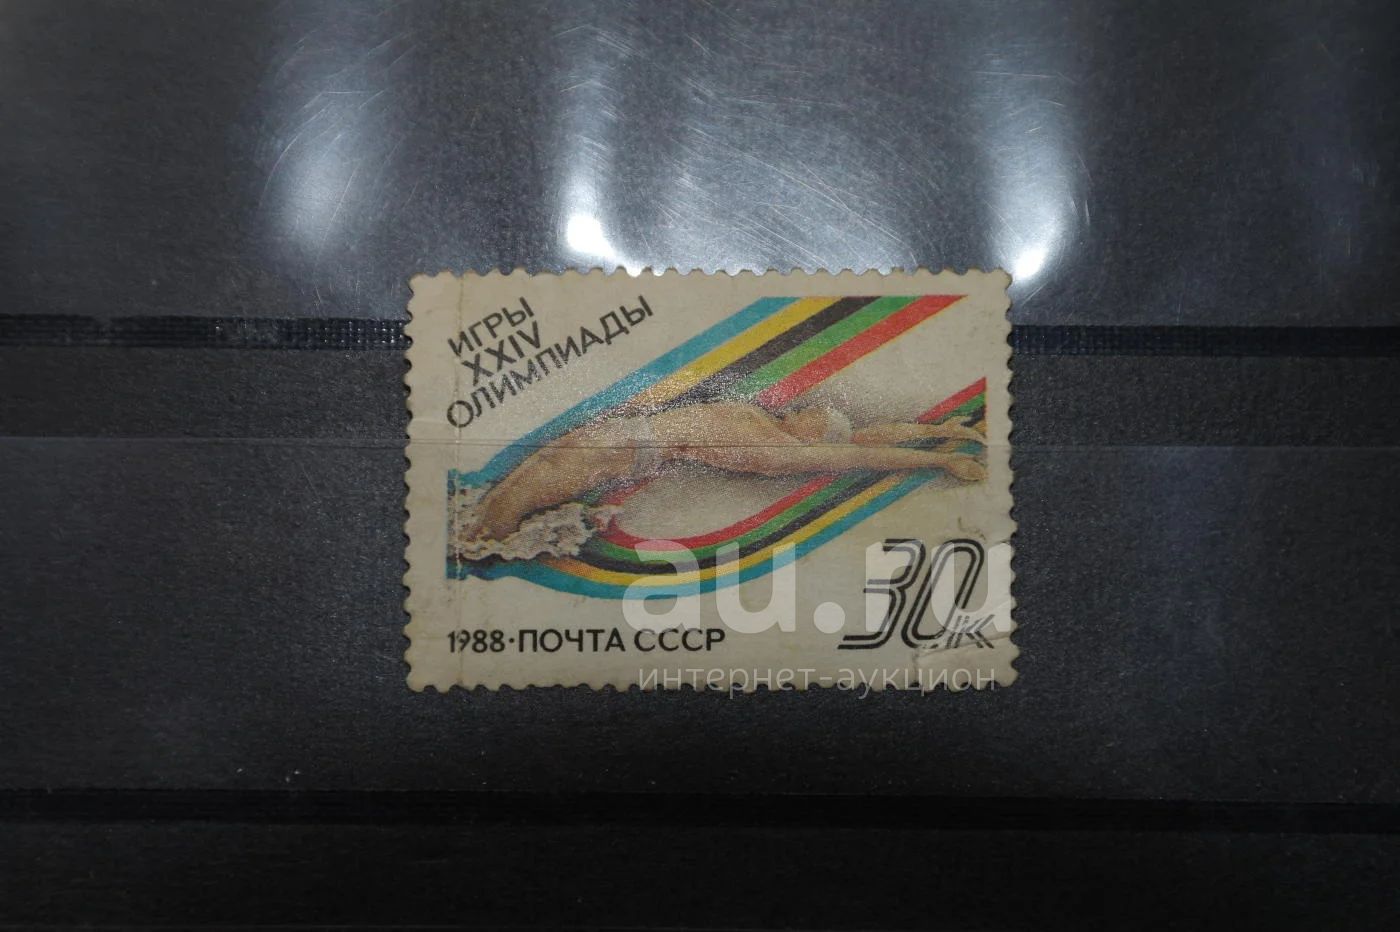 ИГРЫ
XXIV
ОЛИМПИАДЫ
1988·ПОЧТА СССР
30к
au.ru
интернет-аукцион